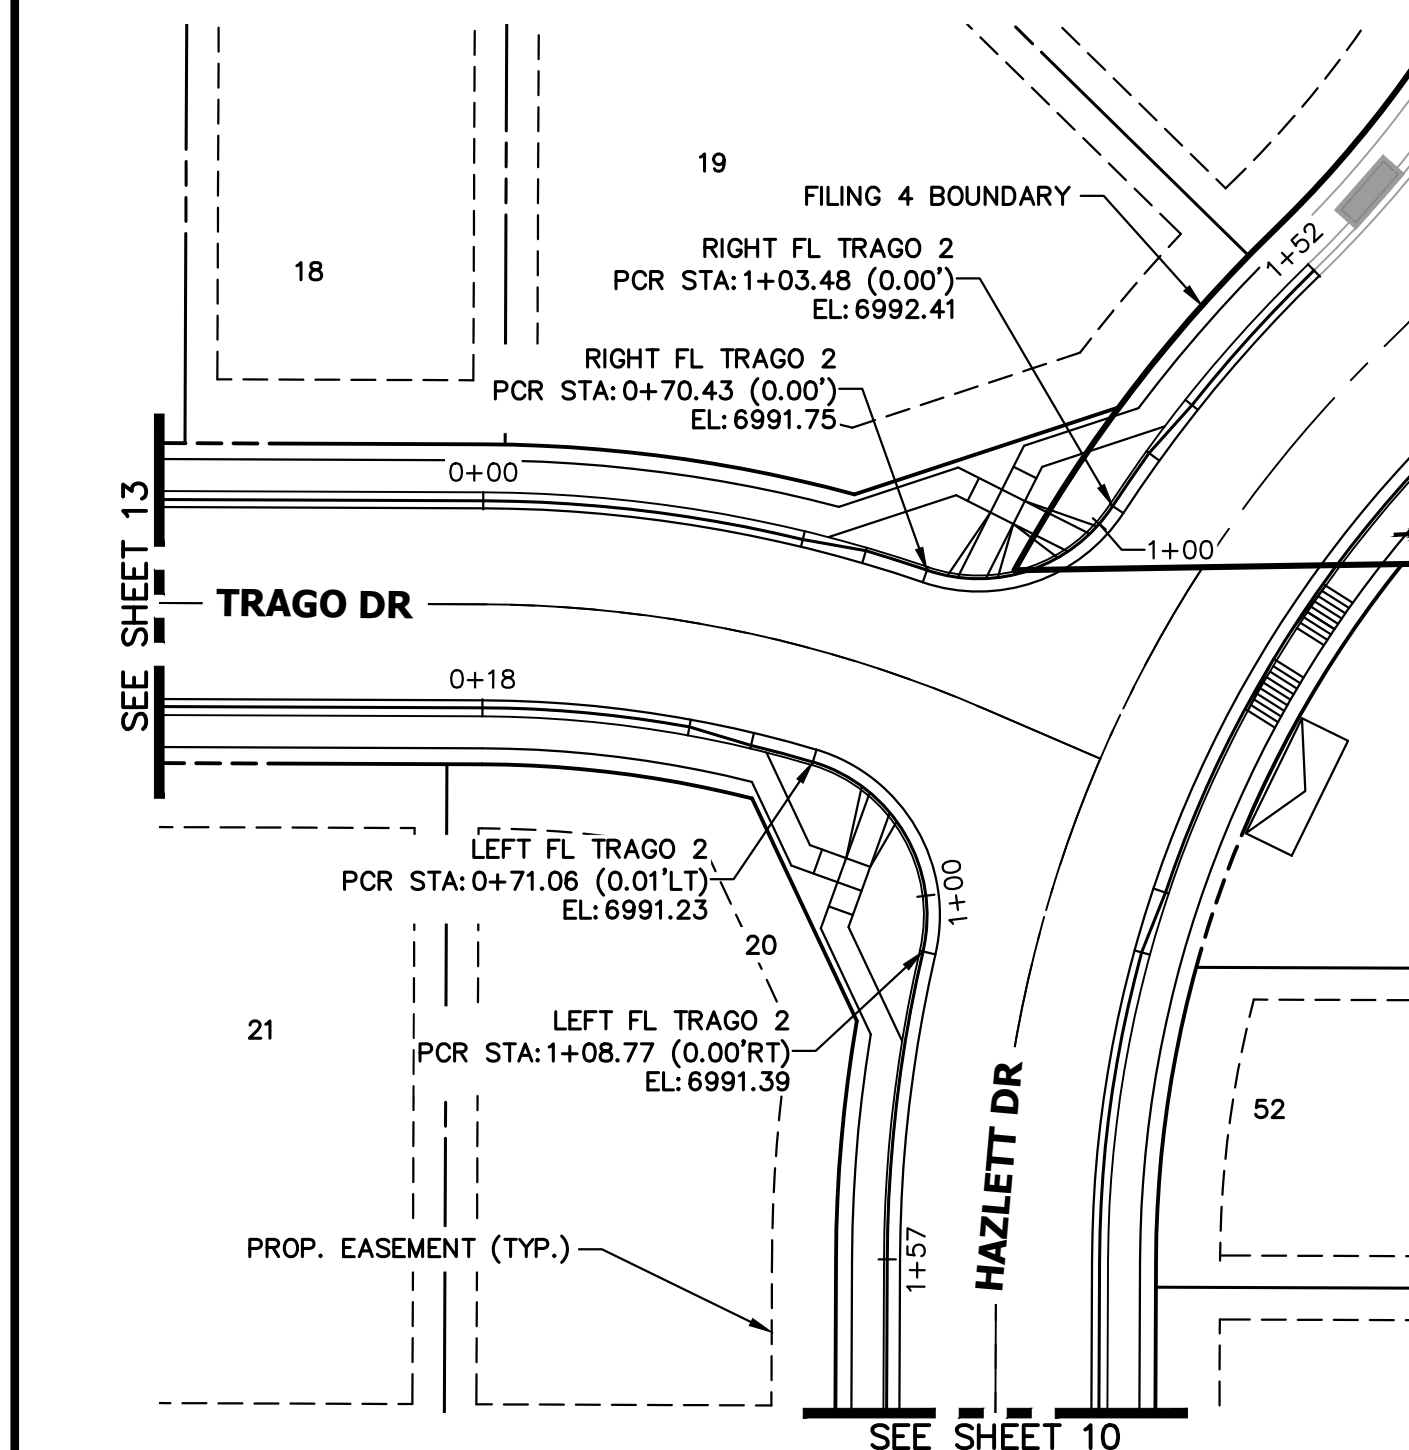 19
FILING 4 BOUNDARY
1+52
RIGHT FL TRAGO 2
PCR STA:1+03.48 (0.00')
EL:6992.41
18
RIGHT FL TRAGO 2
PCR STA:0+70.43 (0.00')
EL:6991.75
0+00
SEE SHEET 13
1+00
TRAGO DR
0+18
LEFT FL TRAGO 2
PCR STA:0+71.06 (0.01'LT)
EL:6991.23
1+00
20
21
LEFT FL TRAGO 2
PCR STA:1+08.77 (0.00'RT)
EL:6991.39
52
HAZLETT DR
PROP. EASEMENT (TYP.)
1+57
SEE SHEET 10